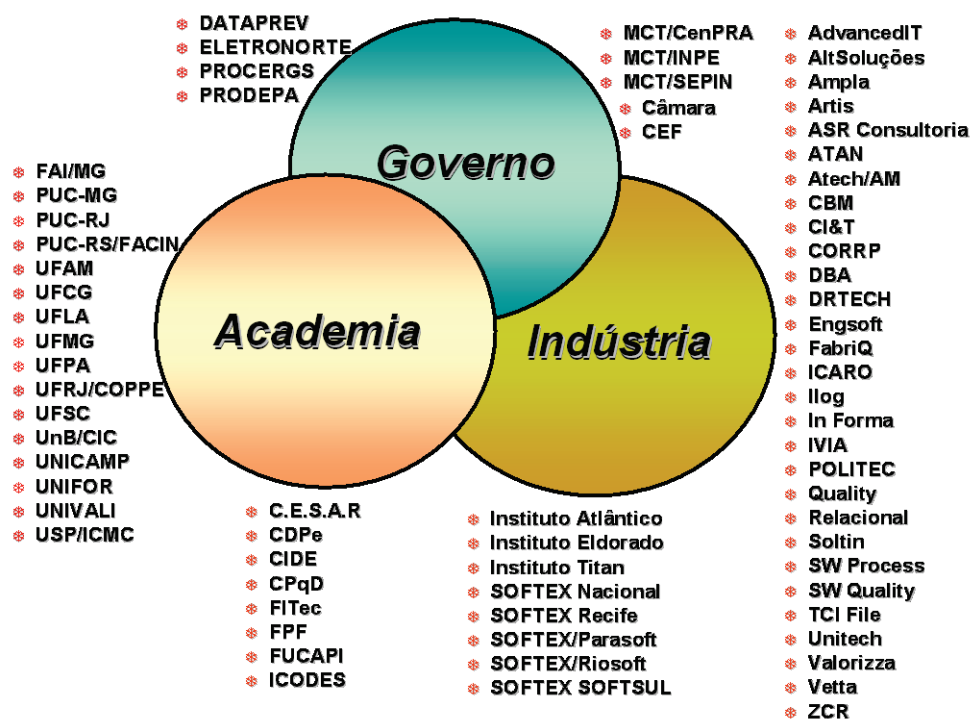 DATAPREV
ELETRONORTE
PROCERGS
PRODEPA
MCT/CenPRA
MCT/INPE
MCT/SEPIN
Câmara
CEF
AdvancedIT
AltSoluções
Ampla
Artis
ASR Consultoria
ATAN
Atech/AM
CBM
CI&T
CORRP
DBA
DRTECH
Engsoft
FabriQ
ICARO
Ilog
In Forma
IVIA
POLITEC
Quality
Relacional
Soltin
SW Process
SW Quality
TCI File
Unitech
Valorizza
Vetta
ZCR
Governo
Academia
Indústria
FAI/MG
PUC-MG
PUC-RJ
PUC-RS/FACIN
UFAM
UFCG
UFLA
UFMG
UFPA
UFRJ/COPPE
UFSC
UnB/CIC
UNICAMP
UNIFOR
UNIVALI
USP/ICMC
C.E.S.A.R
CDPe
CIDE
CPqD
FITec
FPF
FUCAPI
ICODES
Instituto Atlântico
Instituto Eldorado
Instituto Titan
SOFTEX Nacional
SOFTEX Recife
SOFTEX/Parasoft
SOFTEX/Riosoft
SOFTEX SOFTSUL